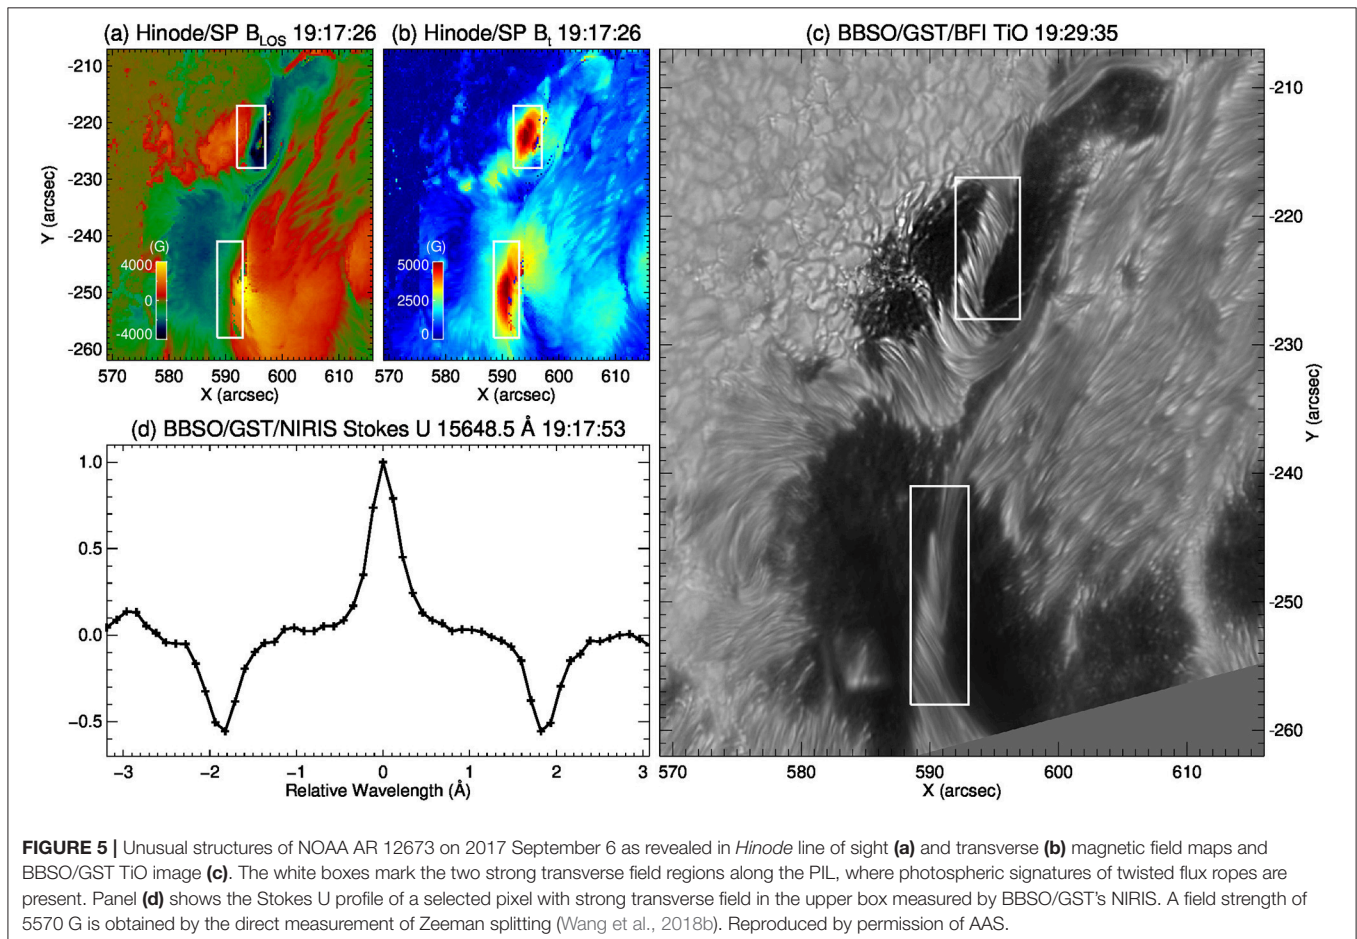 (a) Hinode/SP B_LOS 19:17:26
(b) Hinode/SP B_t 19:17:26
(c) BBSO/GST/BFI TiO 19:29:35
-210
-220
-230
-240
-250
-260
Y (arcsec)
(G)
4000
0
-4000
570 580 590 600 610
X (arcsec)
(G)
5000
2500
0
570 580 590 600 610
X (arcsec)
-210
-220
-230
-240
-250
-260
Y (arcsec)
570 580 590 600 610
X (arcsec)
(d) BBSO/GST/NIRIS Stokes U 15648.5 Å 19:17:53
1.0
0.5
0.0
−0.5
−3 −2 −1 0 1 2 3
Relative Wavelength (Å)
FIGURE 5 | Unusual structures of NOAA AR 12673 on 2017 September 6 as revealed in Hinode line of sight (a) and transverse (b) magnetic field maps and
BBSO/GST TiO image (c). The white boxes mark the two strong transverse field regions along the PIL, where photospheric signatures of twisted flux ropes are
present. Panel (d) shows the Stokes U profile of a selected pixel with strong transverse field in the upper box measured by BBSO/GST's NIRIS. A field strength of
5570 G is obtained by the direct measurement of Zeeman splitting (Wang et al., 2018b). Reproduced by permission of AAS.